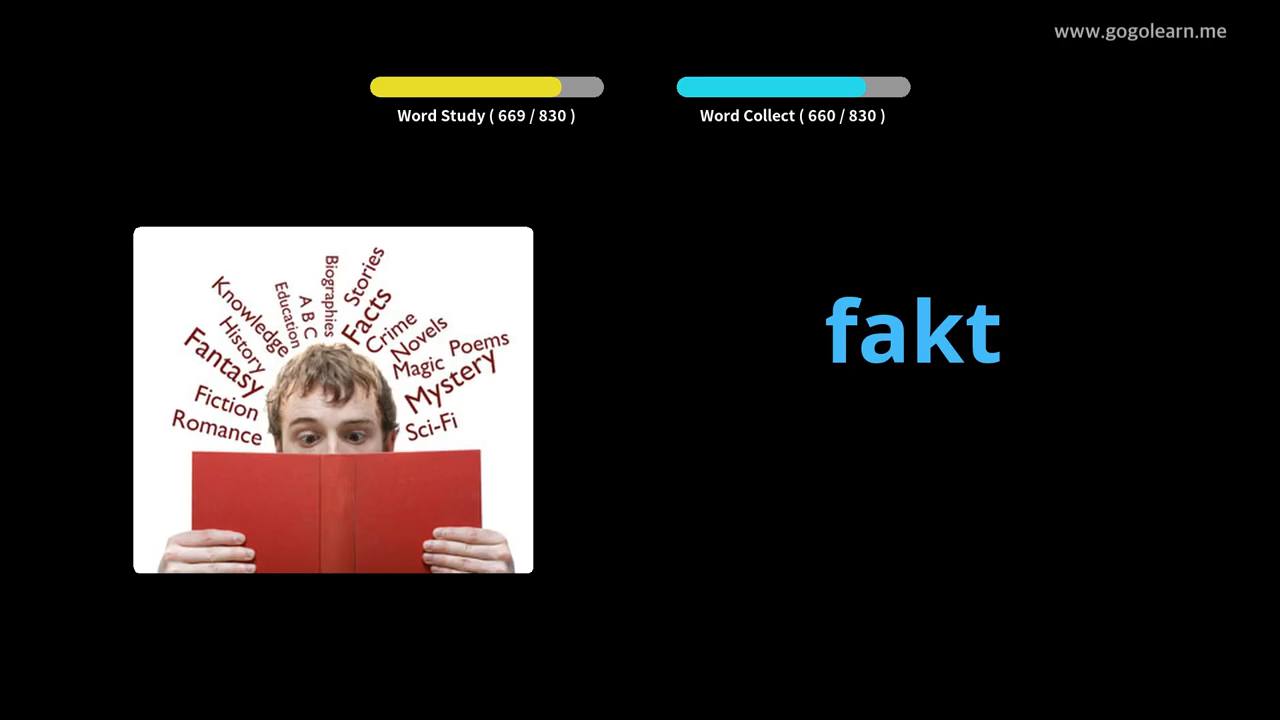 www.gogolearn.me
Word Study ( 669 / 830 )
Word Collect ( 660 / 830 )
Romance
Fiction
Fantasy
History
Knowledge
Education
A B C
Biographies
Stories
Facts
Crime
Novels
Magic
Poems
Mystery
Sci-Fi
fakt